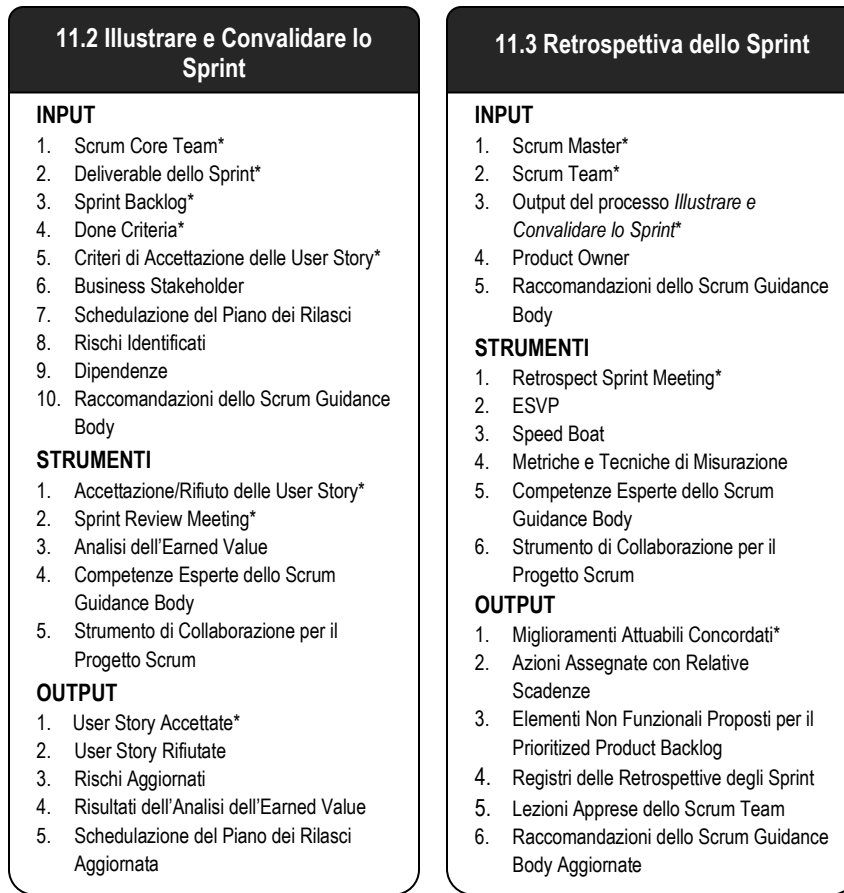 11.2 Illustrare e Convalidare lo
Sprint
INPUT
1. Scrum Core Team*
2. Deliverable dello Sprint*
3. Sprint Backlog*
4. Done Criteria*
5. Criteri di Accettazione delle User Story*
6. Business Stakeholder
7. Schedulazione del Piano dei Rilasci
8. Rischi Identificati
9. Dipendenze
10. Raccomandazioni dello Scrum Guidance
Body
STRUMENTI
1. Accettazione/Rifiuto delle User Story*
2. Sprint Review Meeting*
3. Analisi dell’Earned Value
4. Competenze Esperte dello Scrum
Guidance Body
5. Strumento di Collaborazione per il
Progetto Scrum
OUTPUT
1. User Story Accettate*
2. User Story Rifiutate
3. Rischi Aggiornati
4. Risultati dell’Analisi dell’Earned Value
5. Schedulazione del Piano dei Rilasci
Aggiornata
11.3 Retrospettiva dello Sprint
INPUT
1. Scrum Master*
2. Scrum Team*
3. Output del processo Illustrare e
Convalidare lo Sprint*
4. Product Owner
5. Raccomandazioni dello Scrum Guidance
Body
STRUMENTI
1. Retrospect Sprint Meeting*
2. ESVP
3. Speed Boat
4. Metriche e Tecniche di Misurazione
5. Competenze Esperte dello Scrum
Guidance Body
6. Strumento di Collaborazione per il
Progetto Scrum
OUTPUT
1. Miglioramenti Attuabili Concordati*
2. Azioni Assegnate con Relative
Scadenze
3. Elementi Non Funzionali Proposti per il
Prioritized Product Backlog
4. Registri delle Retrospettive degli Sprint
5. Lezioni Apprese dello Scrum Team
6. Raccomandazioni dello Scrum Guidance
Body Aggiornate